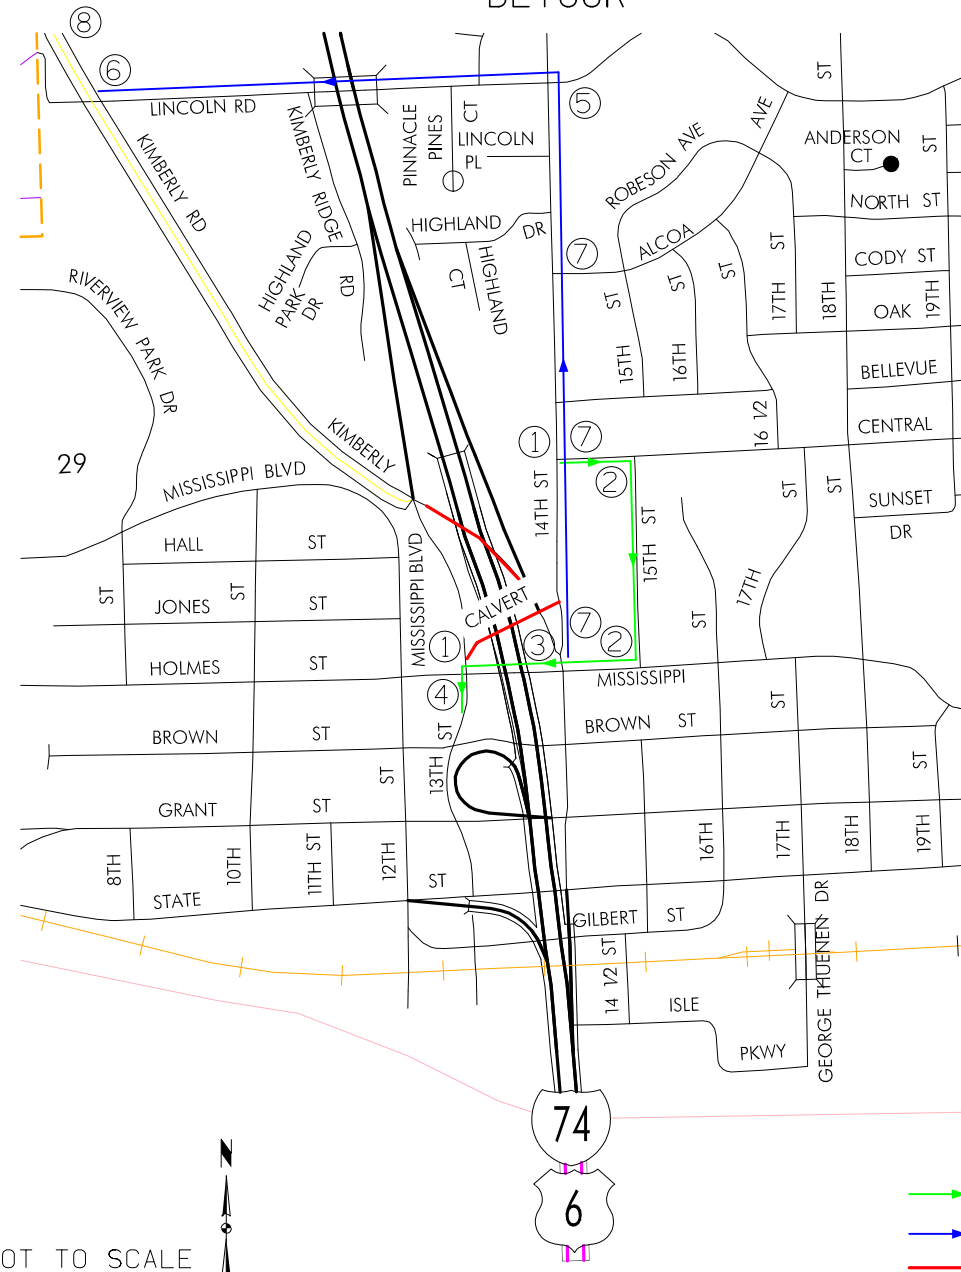 DETOUR
8
6
LINCOLN RD
KIMBERLY RD
KIMBERLY RIDGE
RD
PINNACLE
PINES
CT
LINCOLN
PL
5
ST
AVE
ROBESON AVE
ANDERSON
CT
ST
NORTH ST
HIGHLAND
DR
HIGHLAND
CT
HIGHLAND
PARK
DR
7
ALCOA
ST
ST
ST
ST
17TH
18TH
CODY ST
19TH
OAK
RIVERVIEW PARK DR
15TH
16TH
BELLEVUE
16 1/2
CENTRAL
29
KIMBERLY
MISSISSIPPI BLVD
1
7
2
14TH ST
ST
15TH
ST
ST
SUNSET
DR
HALL
ST
MISSISSIPPI BLVD
ST
ST
JONES
ST
CALVERT
17TH
ST
HOLMES
ST
1
3
7
2
MISSISSIPPI
4
ST
BROWN
ST
BROWN
ST
ST
ST
13TH
ST
GRANT
ST
8TH
10TH
11TH ST
12TH
16TH
17TH
18TH
19TH
STATE
ST
GILBERT
ST
14 1/2 ST
GEORGE THUENEN DR
ISLE
PKWY
74
6
N
OT TO SCALE